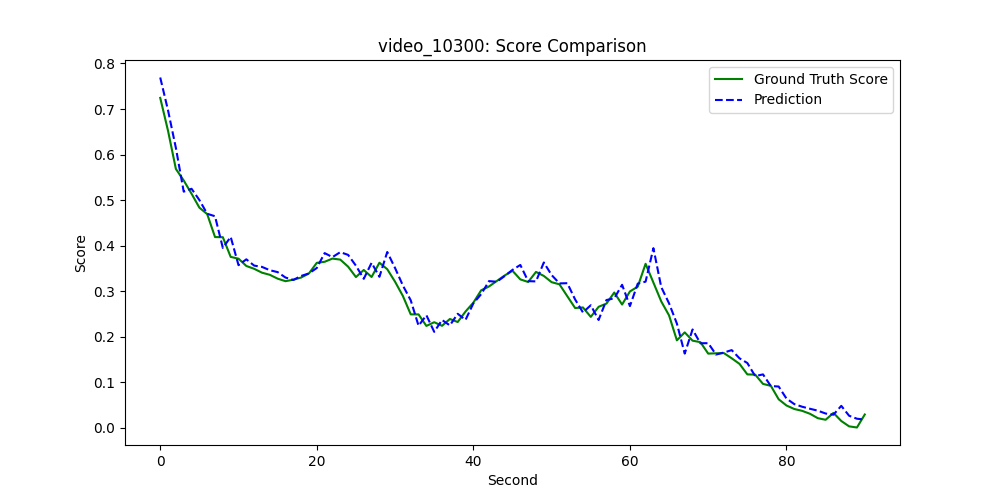 video_10300: Score Comparison
Ground Truth Score
Prediction
Score
0.8
0.7
0.6
0.5
0.4
0.3
0.2
0.1
0.0
0 20 40 60 80
Second